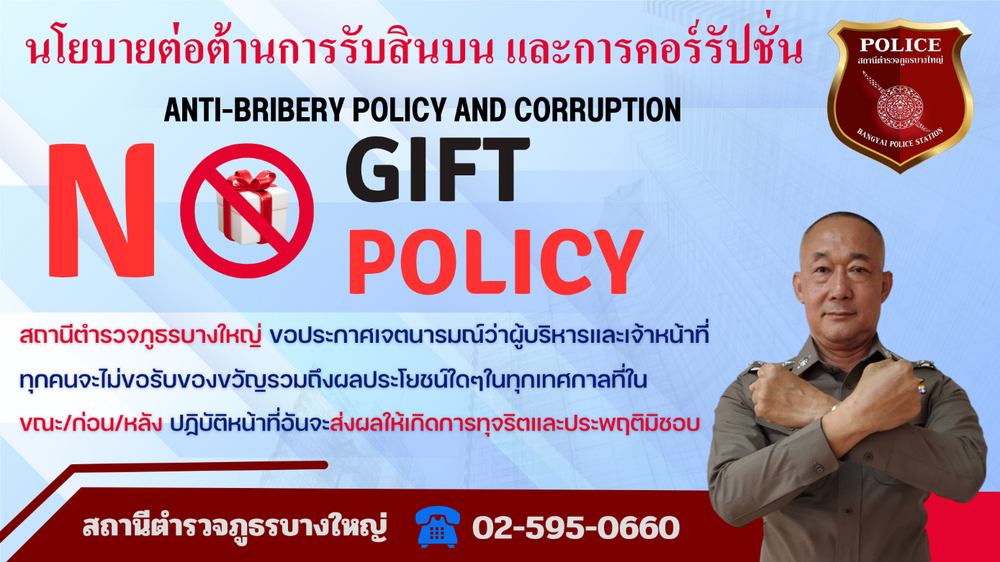 นโยบายต่อต้านการรับสินบน และการคอร์รัปชั่น
POLICE
สถานีตำรวจภูธรบางใหญ่
BANGYAI POLICE STATION
ANTI-BRIBERY POLICY AND CORRUPTION
N
GIFT
POLICY
สถานีตำรวจภูธรบางใหญ่ ขอประกาศเจตนารมณ์ว่าผู้บริหารและเจ้าหน้าที่
ทุกคนจะไม่ขอรับของขวัญรวมถึงผลประโยชน์ใดๆในทุกเทศกาลที่ใน
ขณะ/ก่อน/หลัง ปฎิบัติหน้าที่อันจะส่งผลให้เกิดการทุจริตและประพฤติมิชอบ
สถานีตำรวจภูธรบางใหญ่ 02-595-0660